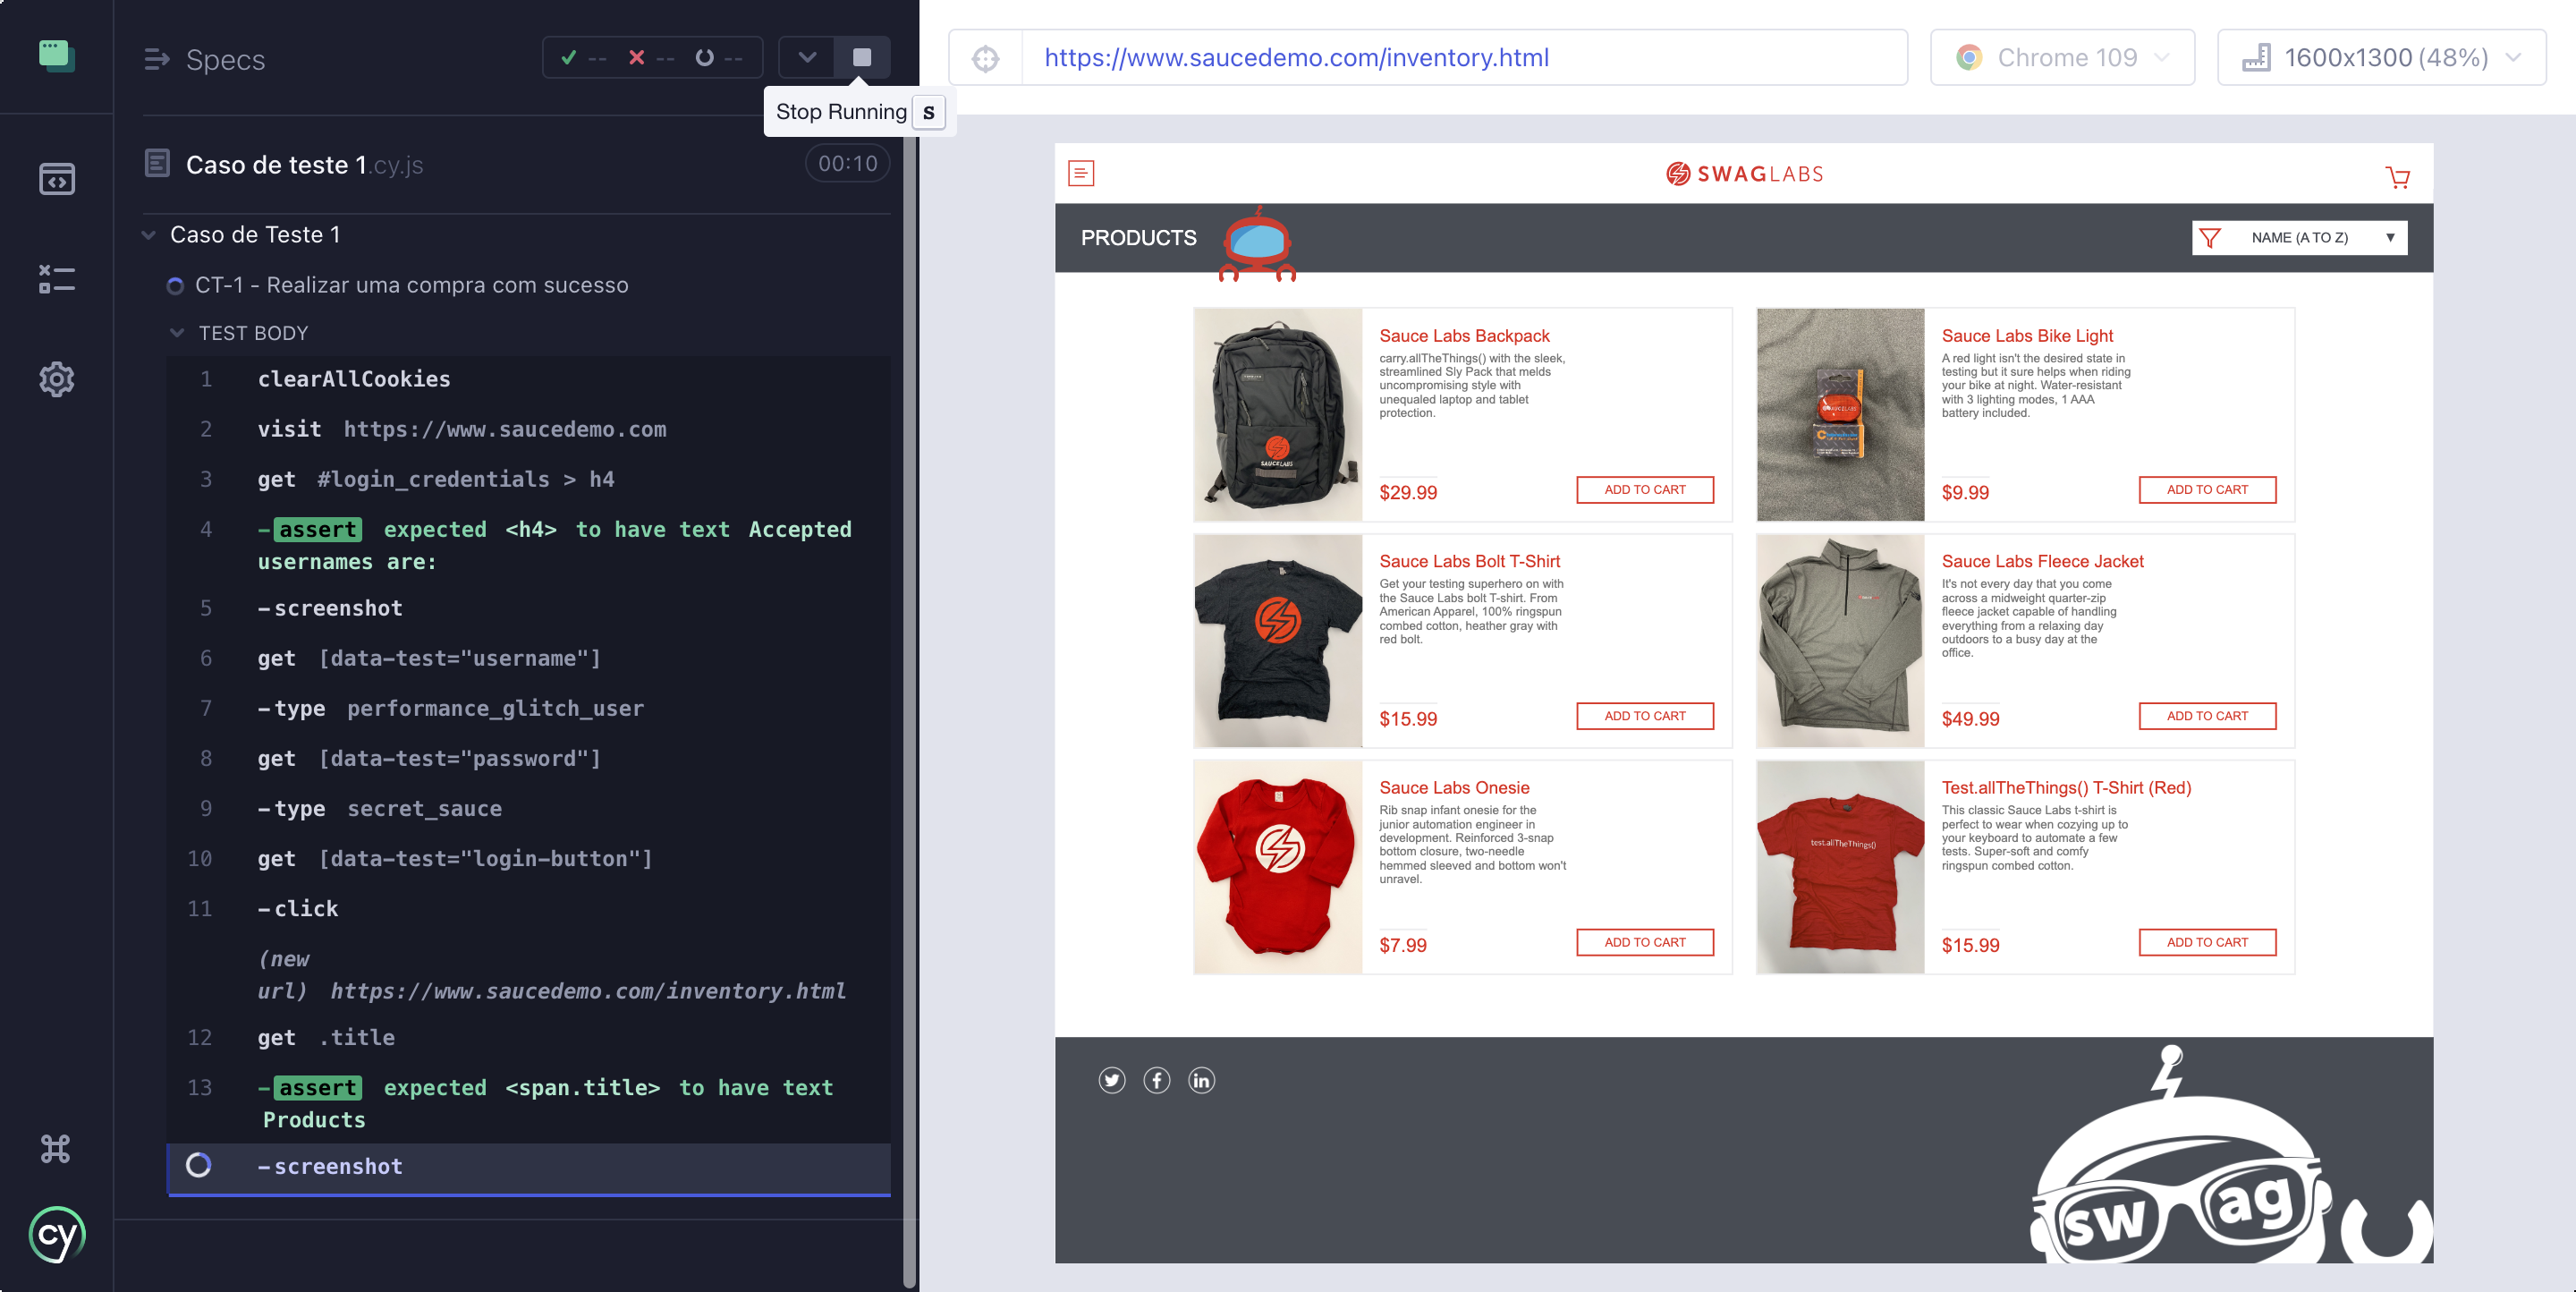 Specs
-- -- --
Stop Running S
Caso de teste 1.cy.js
00:10
Caso de Teste 1
CT-1 - Realizar uma compra com sucesso
TEST BODY
1 clearAllCookies
2 visit https://www.saucedemo.com
3 get #login_credentials > h4
4 -assert expected <h4> to have text Accepted
usernames are:
5 -screenshot
6 get [data-test="username"]
7 -type performance_glitch_user
8 get [data-test="password"]
9 -type secret_sauce
10 get [data-test="login-button"]
11 -click
(new
url) https://www.saucedemo.com/inventory.html
12 get .title
13 -assert expected <span.title> to have text
Products
-screenshot
cy
https://www.saucedemo.com/inventory.html
Chrome 109
1600x1300 (48%)
SWAGLABS
PRODUCTS
NAME (A TO Z)
Sauce Labs Backpack
carry.allTheThings() with the sleek,
streamlined Sly Pack that melds
uncompromising style with
unequaled laptop and tablet
protection.
$29.99
ADD TO CART
SAUCELABS
Sauce Labs Bike Light
A red light isn't the desired state in
testing but it sure helps when riding
your bike at night. Water-resistant
with 3 lighting modes, 1 AAA
battery included.
$9.99
ADD TO CART
Sauce Labs Bolt T-Shirt
Get your testing superhero on with
the Sauce Labs bolt T-shirt. From
American Apparel, 100% ringspun
combed cotton, heather gray with
red bolt.
$15.99
ADD TO CART
Sauce Labs Fleece Jacket
It's not every day that you come
across a midweight quarter-zip
fleece jacket capable of handling
everything from a relaxing day
outdoors to a busy day at the
office.
$49.99
ADD TO CART
Sauce Labs Onesie
Rib snap infant onesie for the
junior automation engineer in
development. Reinforced 3-snap
bottom closure, two-needle
hemmed sleeved and bottom won't
unravel.
$7.99
ADD TO CART
test.allTheThings()
Test.allTheThings() T-Shirt (Red)
This classic Sauce Labs t-shirt is
perfect to wear when cozying up to
your keyboard to automate a few
tests. Super-soft and comfy
ringspun combed cotton.
$15.99
ADD TO CART
sw ag